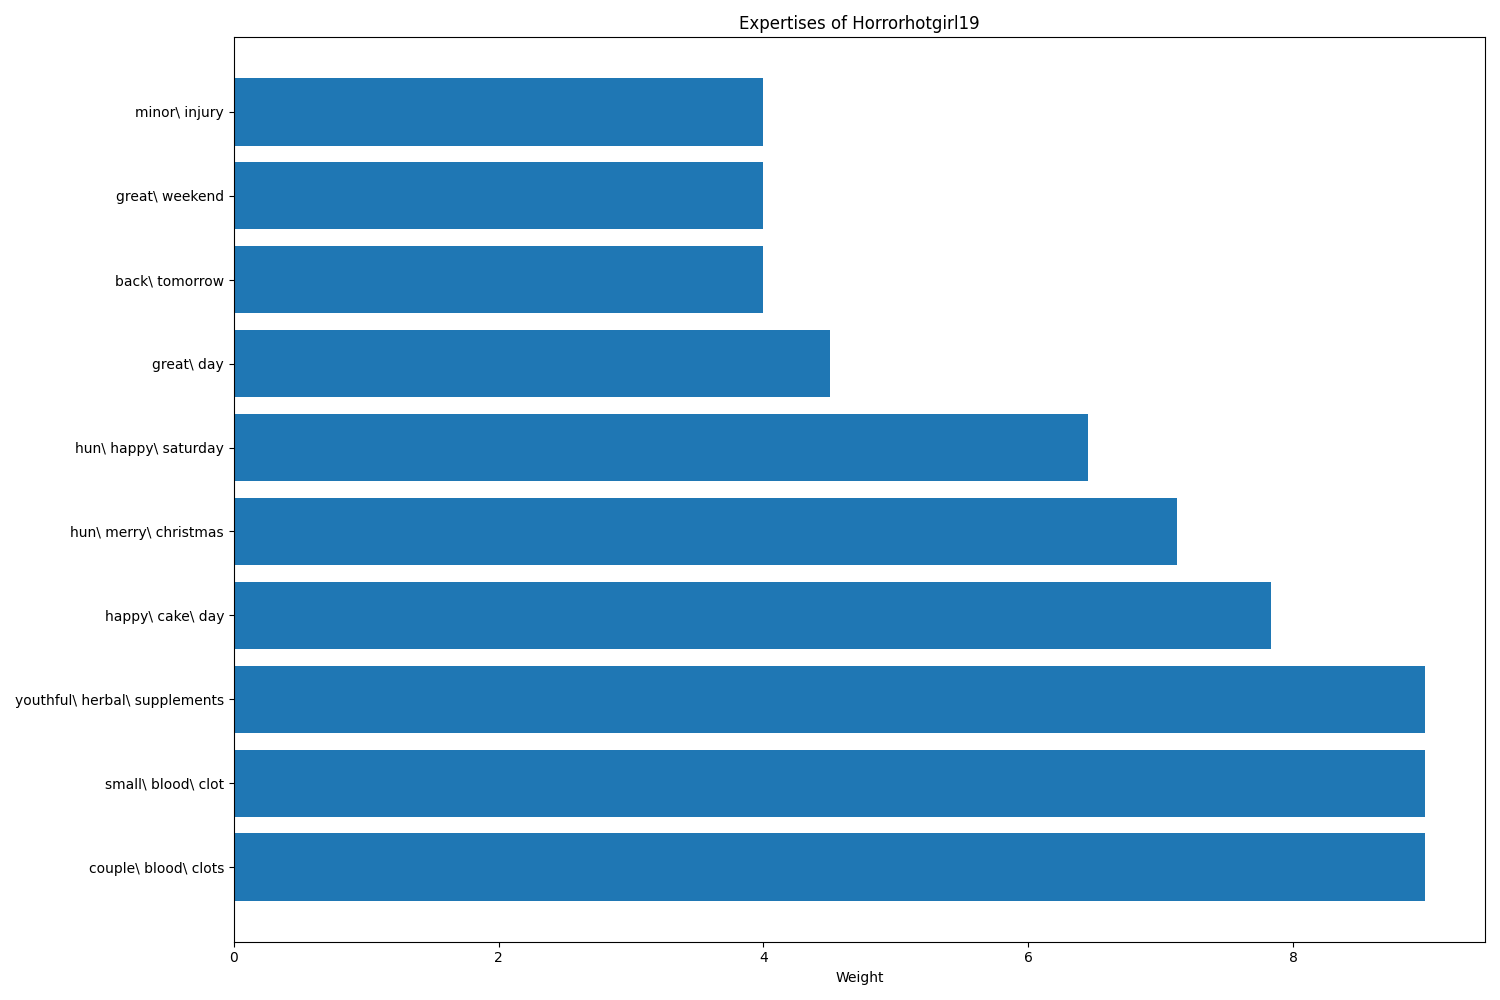 Expertises of Horrorhotgirl19
minor\ injury
great\ weekend
back\ tomorrow
great\ day
hun\ happy\ saturday
hun\ merry\ christmas
happy\ cake\ day
youthful\ herbal\ supplements
small\ blood\ clot
couple\ blood\ clots
0 2 4 6 8
Weight